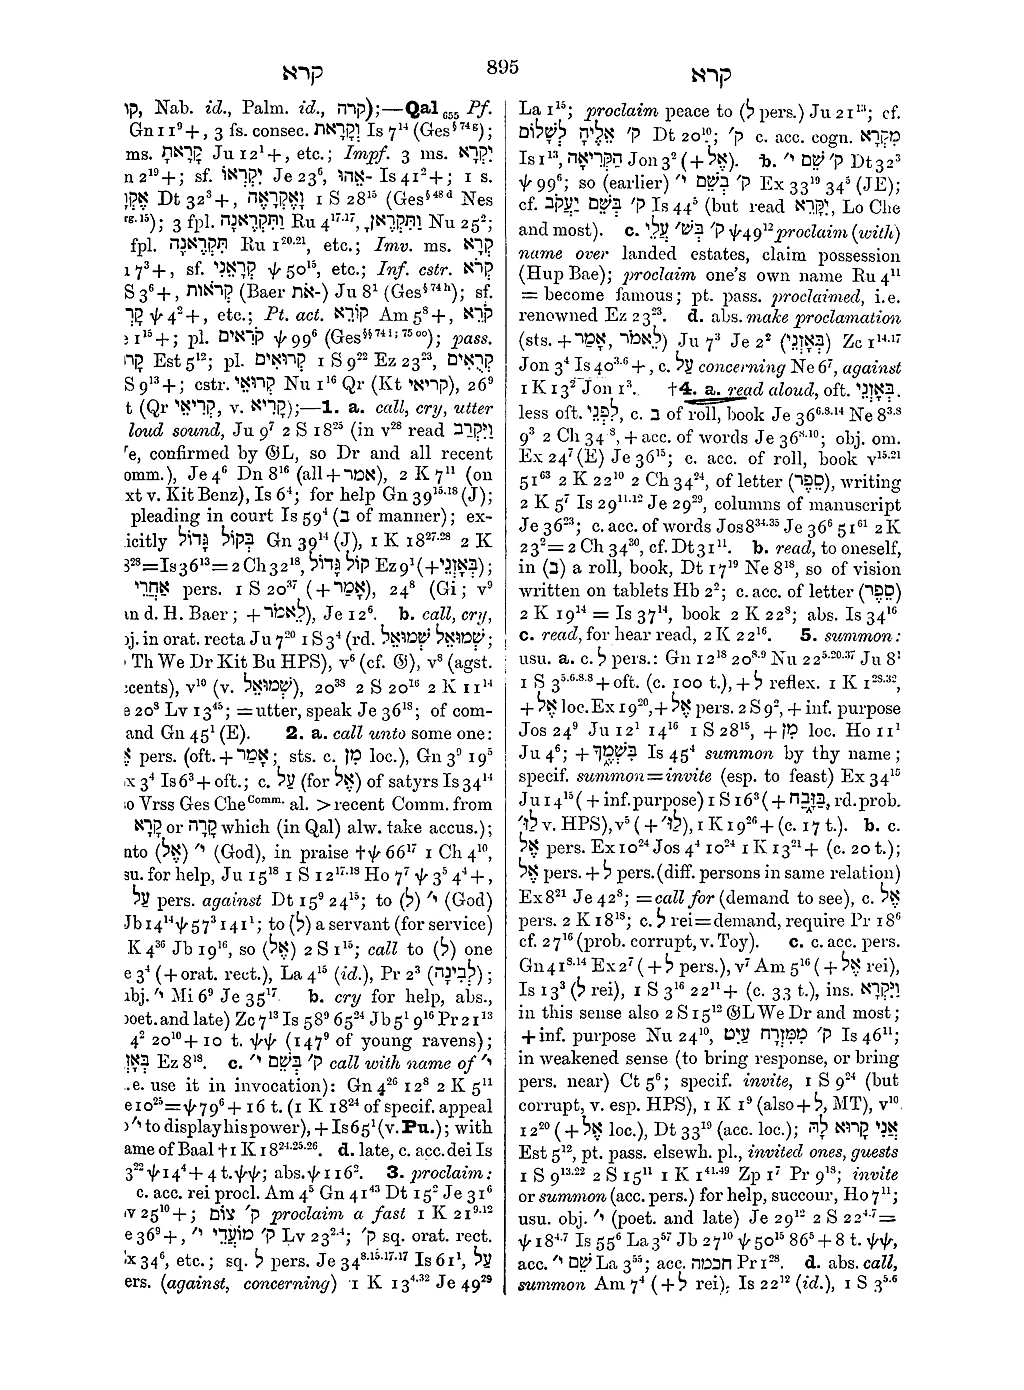 קרא 895 קרא
קו, Nab. id., Palm. id., קרה);—Qal 655 Pf.
Gn 11⁹+, 3 fs. consec. וְקָרָאת Is 7¹⁴ (Ges§ 74 g);
ms. קָרָאתָ Ju 12¹+, etc.; Impf. 3 ms. יִקְרָא
n 2¹⁹+; sf. יִקְרָאוֹ Je 23⁶, אֵהוּ- Is 41²+; 1 s.
Dt 32³+, וָאֶקְרָאֶה 1 S 28¹⁵ (Ges§ 48 d Nes
rg. 15); 3 fpl. וַתִּקְרֶאנָה Ru 4¹⁷·¹⁷, וַתִּקְרֶאןָ Nu 25²;
fpl. תִּקְרֶאנָה Ru 1²⁰·²¹, etc.; Imv. ms. קְרָא
1 7³+, sf. קְרָאֵנִי ψ 50¹⁵, etc.; Inf. cstr. קְרֹא
S 3⁶+, קְראוֹת (Baer אֹת-) Ju 8¹ (Ges§ 74 h); sf.
ψ 4²+, etc.; Pt. act. קוֹרֵא Am 5⁸+, קֹרֵא
1¹⁵+; pl. קֹרְאִים ψ 99⁶ (Ges§§ 74 i; 75 oo); pass.
Est 5¹²; pl. קְרוּאִים 1 S 9²² Ez 23²³, קְרֻאִים
S 9¹³+; cstr. קְרוּאֵי Nu 1¹⁶ Qr (Kt קריאי), 26⁹
t (Qr קְרִיאֵי, v. קָרִיא);—1. a. call, cry, utter
loud sound, Ju 9⁷ 2 S 18²⁵ (in v²⁸ read וַיִּקְרַב
e, confirmed by 𝔊L, so Dr and all recent
omm.), Je 4⁶ Dn 8¹⁶ (all + אמר), 2 K 7¹¹ (on
xt v. Kit Benz), Is 6⁴; for help Gn 39¹⁵·¹⁸ (J);
pleading in court Is 59⁴ (ב of manner); ex-
icitly בְּקוֹל גָּדוֹל Gn 39¹⁴ (J), 1 K 18²⁷·²⁸ 2 K
²⁸=Is 36¹³=2 Ch 32¹⁸, קוֹל גָּדוֹל Ez 9¹ (+בְּאָזְנַי);
אַחֲרֵי pers. 1 S 20³⁷ (+וַיֹּאמֶר), 24⁸ (Gi; v⁹
n d. H. Baer; +לֵאמֹר), Je 12⁶. b. call, cry,
j. in orat. recta Ju 7²⁰ 1 S 3⁴ (rd. שְׁמוּאֵל שְׁמוּאֵל;
Th We Dr Kit Bu HPS), v⁶ (cf. 𝔊), v⁸ (agst.
ccents), v¹⁰ (v. שְׁמוּאֵל), 20³⁸ 2 S 20¹⁶ 2 K 11¹⁴
e 20⁸ Lv 13⁴⁵; =utter, speak Je 36¹⁸; of com-
and Gn 45¹ (E). 2. a. call unto some one:
pers. (oft. + אָמַר; sts. c. מִן loc.), Gn 3⁹ 19⁵
x 3⁴ Is 6³+oft.; c. עַל (for אֶל) of satyrs Is 34¹⁴
o Vrss Ges Che Comm. al. >recent Comm. from
קָרָא or קָרָה which (in Qal) alw. take accus.);
nto (אֶל) י״ (God), in praise †ψ 66¹⁷ 1 Ch 4¹⁰,
su. for help, Ju 15¹⁸ 1 S 12¹⁷·¹⁸ Ho 7⁷ ψ 3⁵ 4⁴+,
עַל pers. against Dt 15⁹ 24¹⁵; to (ל) י״ (God)
Jb 14¹⁴ ψ 57³ 141¹; to (ל) a servant (for service)
K 4³⁶ Jb 19¹⁶, so (אֶל) 2 S 1¹⁵; call to (ל) one
e 3⁴ (+orat. rect.), La 4¹⁵ (id.), Pr 2³ (לַבִּינָה);
bj. י״ Mi 6⁹ Je 35¹⁷. b. cry for help, abs.,
poet. and late) Zc 7¹³ Is 58⁹ 65²⁴ Jb 5¹ 9¹⁶ Pr 21¹³
4² 20¹⁰+10 t. ψψ (147⁹ of young ravens);
Ez 8¹⁸. c. ק׳ בְּשֵׁם י״ call with name of י״
.e. use it in invocation): Gn 4²⁶ 12⁸ 2 K 5¹¹
e 10²⁵=ψ 79⁶+16 t. (1 K 18²⁴ of specif. appeal
י״ to display his power), +Is 65¹ (v. Pu.); with
ame of Baal †1 K 18²⁴·²⁵·²⁶. d. late, c. acc. dei Is
3²² ψ 14⁴+4 t. ψψ; abs. ψ 116². 3. proclaim:
c. acc. rei procl. Am 4⁵ Gn 41⁴³ Dt 15² Je 31⁶
v 25¹⁰+; ק׳ צוֹם proclaim a fast 1 K 21⁹·¹²
e 36⁹+, ק׳ מוֹעֲדֵי י״ Lv 23²·⁴; ק׳ sq. orat. rect.
x 34⁶, etc.; sq. ל pers. Je 34⁸·¹⁵·¹⁷·¹⁷ Is 61¹, עַל
ers. (against, concerning) 1 K 13⁴·³² Je 49²⁹
La 1¹⁵; proclaim peace to (ל pers.) Ju 21¹³; cf.
ק׳ אֵלֶיהָ לְשָׁלוֹם Dt 20¹⁰; ק׳ c. acc. cogn. מִקְרָא
Is 1¹³, הַקְּרִיאָה Jon 3² (+אֶל). b. ק׳ שֵׁם י״ Dt 32³
ψ 99⁶; so (earlier) ק׳ בְּשֵׁם י״ Ex 33¹⁹ 34⁵ (JE);
cf. ק׳ בְּשֵׁם יַעֲקֹב Is 44⁵ (but read יִקָּרֵא, Lo Che
and most). c. ק׳ בְּשׁ׳ עֲלֵי ψ 49¹² proclaim (with)
name over landed estates, claim possession
(Hup Bae); proclaim one's own name Ru 4¹¹
= become famous; pt. pass. proclaimed, i.e.
renowned Ez 23²³. d. abs. make proclamation
(sts. + אָמַר, לֵאמֹר) Ju 7³ Je 2² (בְּאָזְנֵי) Zc 1¹⁴·¹⁷
Jon 3⁴ Is 40³·⁶+, c. עַל concerning Ne 6⁷, against
1 K 13² Jon 1³. †4. a. read aloud, oft. בְּאָזְנֵי.
less oft. לִפְנֵי, c. ב of roll, book Je 36⁶·⁸·¹⁴ Ne 8³·⁸
9³ 2 Ch 34¹⁸, + acc. of words Je 36⁸·¹⁰; obj. om.
Ex 24⁷ (E) Je 36¹⁵; c. acc. of roll, book v¹⁵·²¹
51⁶³ 2 K 22¹⁰ 2 Ch 34²⁴, of letter (סֵפֶר), writing
2 K 5⁷ Is 29¹¹·¹² Je 29²⁹, columns of manuscript
Je 36²³; c. acc. of words Jos 8³⁴·³⁵ Je 36⁶ 51⁶¹ 2 K
23²=2 Ch 34³⁰, cf. Dt 31¹¹. b. read, to oneself,
in (ב) a roll, book, Dt 17¹⁹ Ne 8¹⁸, so of vision
written on tablets Hb 2²; c. acc. of letter (סֵפֶר)
2 K 19¹⁴ = Is 37¹⁴, book 2 K 22⁸; abs. Is 34¹⁶
c. read, for hear read, 2 K 22¹⁶. 5. summon:
usu. a. c. ל pers.: Gn 12¹⁸ 20⁸·⁹ Nu 22⁵·²⁰·³⁷ Ju 8¹
1 S 3⁵·⁶·⁸·⁸+oft. (c. 100 t.), +ל reflex. 1 K 1²⁸·³²,
+אֶל loc. Ex 19²⁰, +אֶל pers. 2 S 9², + inf. purpose
Jos 24⁹ Ju 12¹ 14¹⁶ 1 S 28¹⁵, + מִן loc. Ho 11¹
Ju 4⁶; +בְּשִׁמְךָ Is 45⁴ summon by thy name;
specif. summon=invite (esp. to feast) Ex 34¹⁵
Ju 14¹⁵ (+inf. purpose) 1 S 16³ (+בַּזֶּבַח, rd. prob.
לַזּ׳ v. HPS), v⁵ (+לַזּ׳), 1 K 19²⁶+ (c. 17 t.). b. c.
אֶל pers. Ex 10²⁴ Jos 4⁴ 10²⁴ 1 K 13²¹+ (c. 20 t.);
אֶל pers. + ל pers. (diff. persons in same relation)
Ex 8²¹ Je 42⁸; =call for (demand to see), c. אֶל
pers. 2 K 18¹⁸; c. ל rei=demand, require Pr 18⁶
cf. 27¹⁶ (prob. corrupt, v. Toy). c. c. acc. pers.
Gn 41⁸·¹⁴ Ex 2⁷ (+ל pers.), v⁷ Am 5¹⁶ (+אֶל rei),
Is 13³ (ל rei), 1 S 3¹⁶ 22¹¹+ (c. 33 t.), ins. וַיִּקְרָא
in this sense also 2 S 15¹² 𝔊L We Dr and most;
+inf. purpose Nu 24¹⁰, ק׳ מִמִּזְרָח עַיִט Is 46¹¹;
in weakened sense (to bring response, or bring
pers. near) Ct 5⁶; specif. invite, 1 S 9²⁴ (but
corrupt, v. esp. HPS), 1 K 1⁹ (also+ל, MT), v¹⁰
12²⁰ (+אֶל loc.), Dt 33¹⁹ (acc. loc.); אֲנִי קָרוּא לָהּ
Est 5¹², pt. pass. elsewh. pl., invited ones, guests
1 S 9¹³·²² 2 S 15¹¹ 1 K 1⁴¹·⁴⁹ Zp 1⁷ Pr 9¹⁸; invite
or summon (acc. pers.) for help, succour, Ho 7¹¹;
usu. obj. י״ (poet. and late) Je 29¹² 2 S 22⁴·⁷=
ψ 18⁴·⁷ Is 55⁶ La 3⁵⁷ Jb 27¹⁰ ψ 50¹⁵ 86⁵+8 t. ψψ,
acc. שֵׁם י״ La 3⁵⁵; acc. חכמה Pr 1²⁸. d. abs. call,
summon Am 7⁴ (+ל rei), Is 22¹² (id.), 1 S 3⁵·⁶